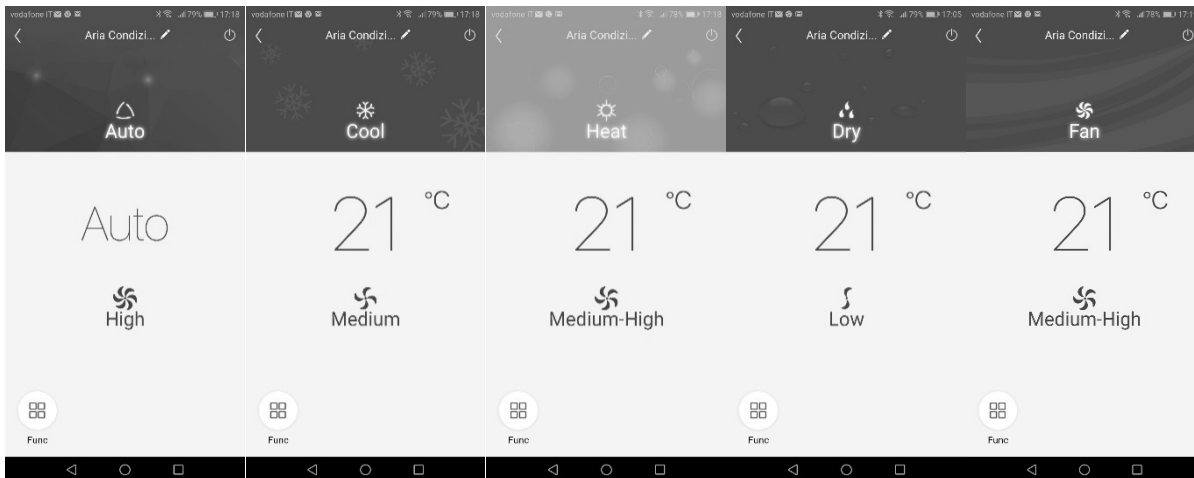 vodafone IT 79% 17:18
Aria Condizi...
Auto
Auto
High
Func
vodafone IT 79% 17:18
Aria Condizi...
Cool
21 °C
Medium
Func
vodafone IT 78% 17:18
Aria Condizi...
Heat
21 °C
Medium-High
Func
vodafone IT 79% 17:05
Aria Condizi...
Dry
21 °C
Low
Func
vodafone IT 78%
Aria Condizi...
Fan
21 °C
Medium-High
Func